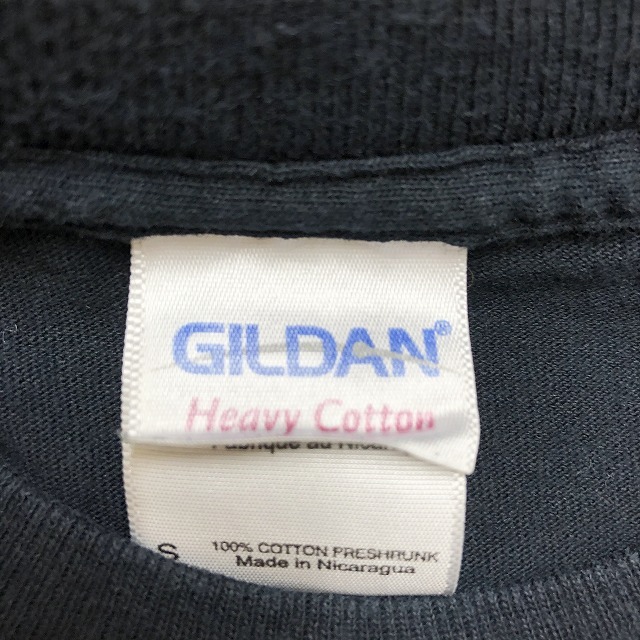 GILDAN®
Heavy Cotton
S
100% COTTON PRESHRUNK
Made in Nicaragua